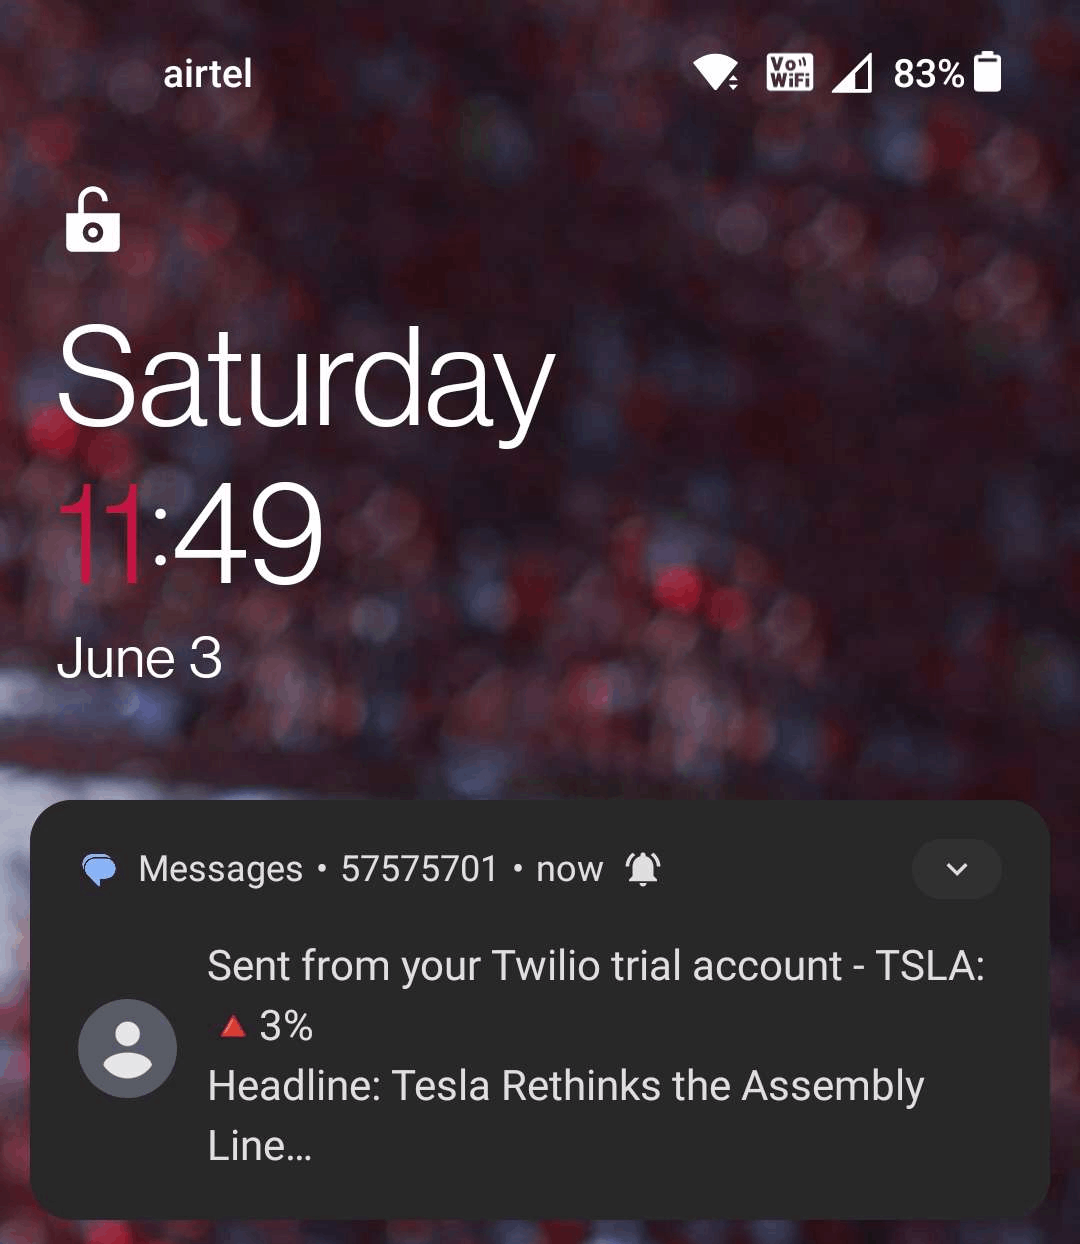 airtel
Vo WiFi
83%
Saturday
11:49
June 3
Messages • 57575701 • now
Sent from your Twilio trial account - TSLA:
🔺3%
Headline: Tesla Rethinks the Assembly
Line…